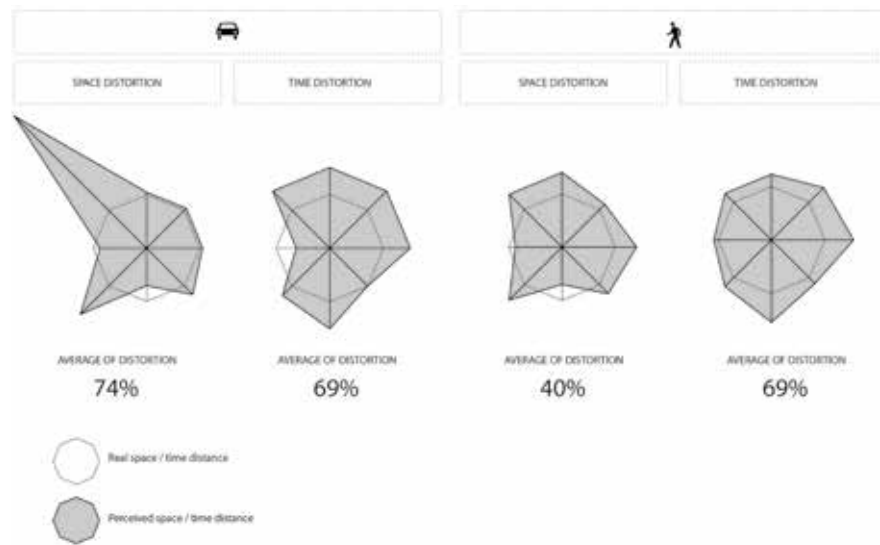 SPACE DISTORTION
TIME DISTORTION
SPACE DISTORTION
TIME DISTORTION
AVERAGE OF DISTORTION
74%
AVERAGE OF DISTORTION
69%
AVERAGE OF DISTORTION
40%
AVERAGE OF DISTORTION
69%
Real space / time distance
Perceived space / time distance